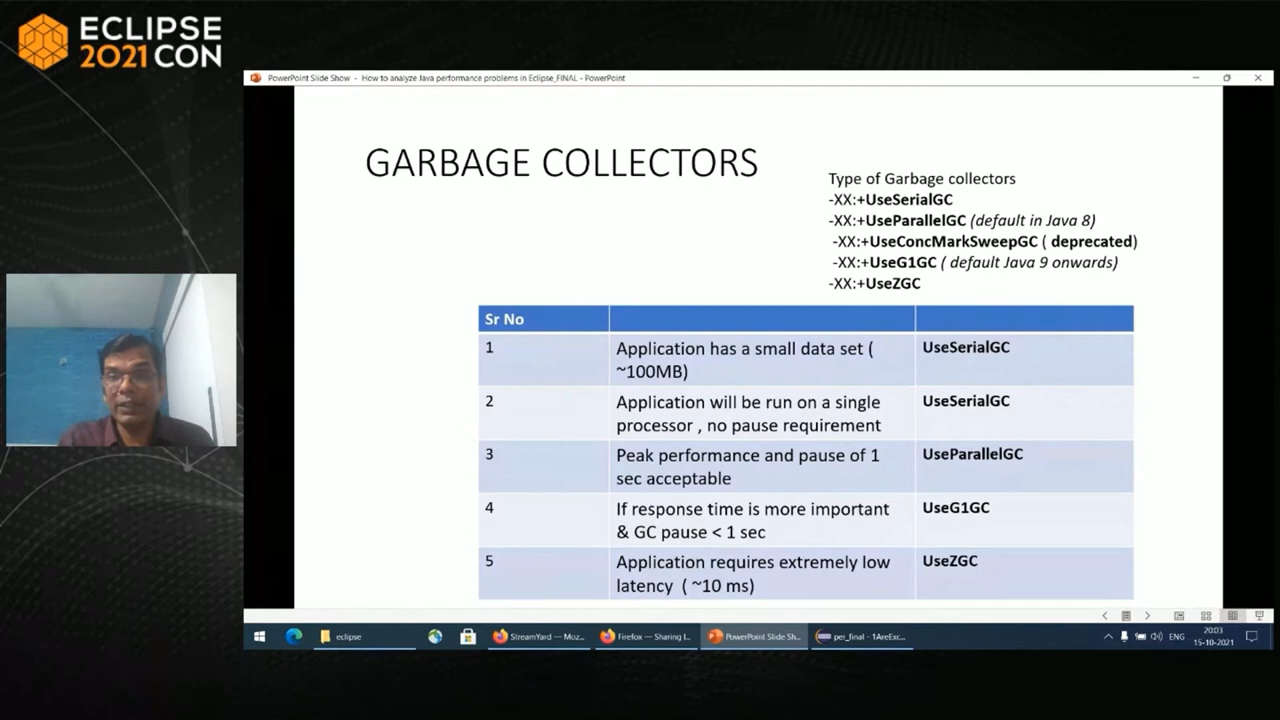 ECLIPSE
2021 CON
PowerPoint Slide Show - How to analyze Java performance problems in Eclipse_FINAL - PowerPoint
GARBAGE COLLECTORS
Type of Garbage collectors
-XX:+UseSerialGC
-XX:+UseParallelGC (default in Java 8)
-XX:+UseConcMarkSweepGC ( deprecated)
-XX:+UseG1GC ( default Java 9 onwards)
-XX:+UseZGC
Sr No
1
Application has a small data set (
~100MB)
UseSerialGC
2
Application will be run on a single
processor , no pause requirement
UseSerialGC
3
Peak performance and pause of 1
sec acceptable
UseParallelGC
4
If response time is more important
& GC pause < 1 sec
UseG1GC
5
Application requires extremely low
latency ( ~10 ms)
UseZGC
eclipse
StreamYard — Moz...
Firefox — Sharing I...
PowerPoint Slide Sh...
per_final - 1AreExc...
ENG
20:03
15-10-2021